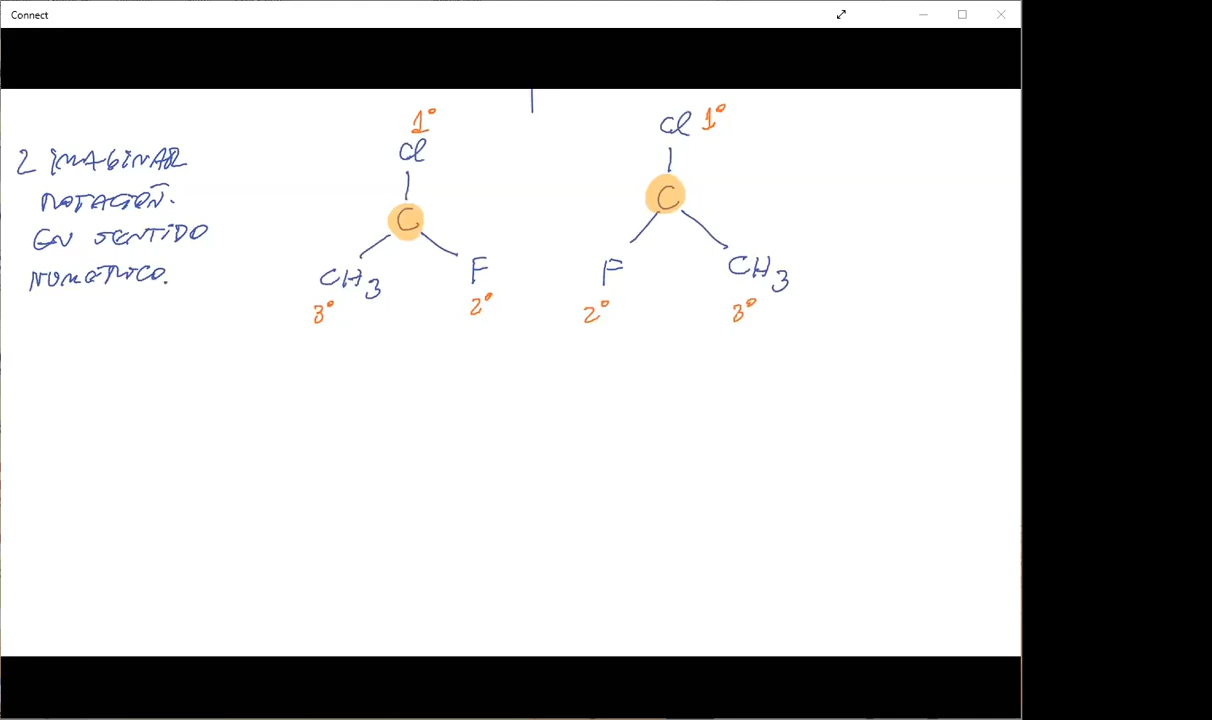 Connect
1° 1°
Cl Cl
2 IMAGINAR
ROTACIÓN.
C C
EN SENTIDO
NUMÉRICO.
CH3 F F CH3
3° 2° 2° 3°